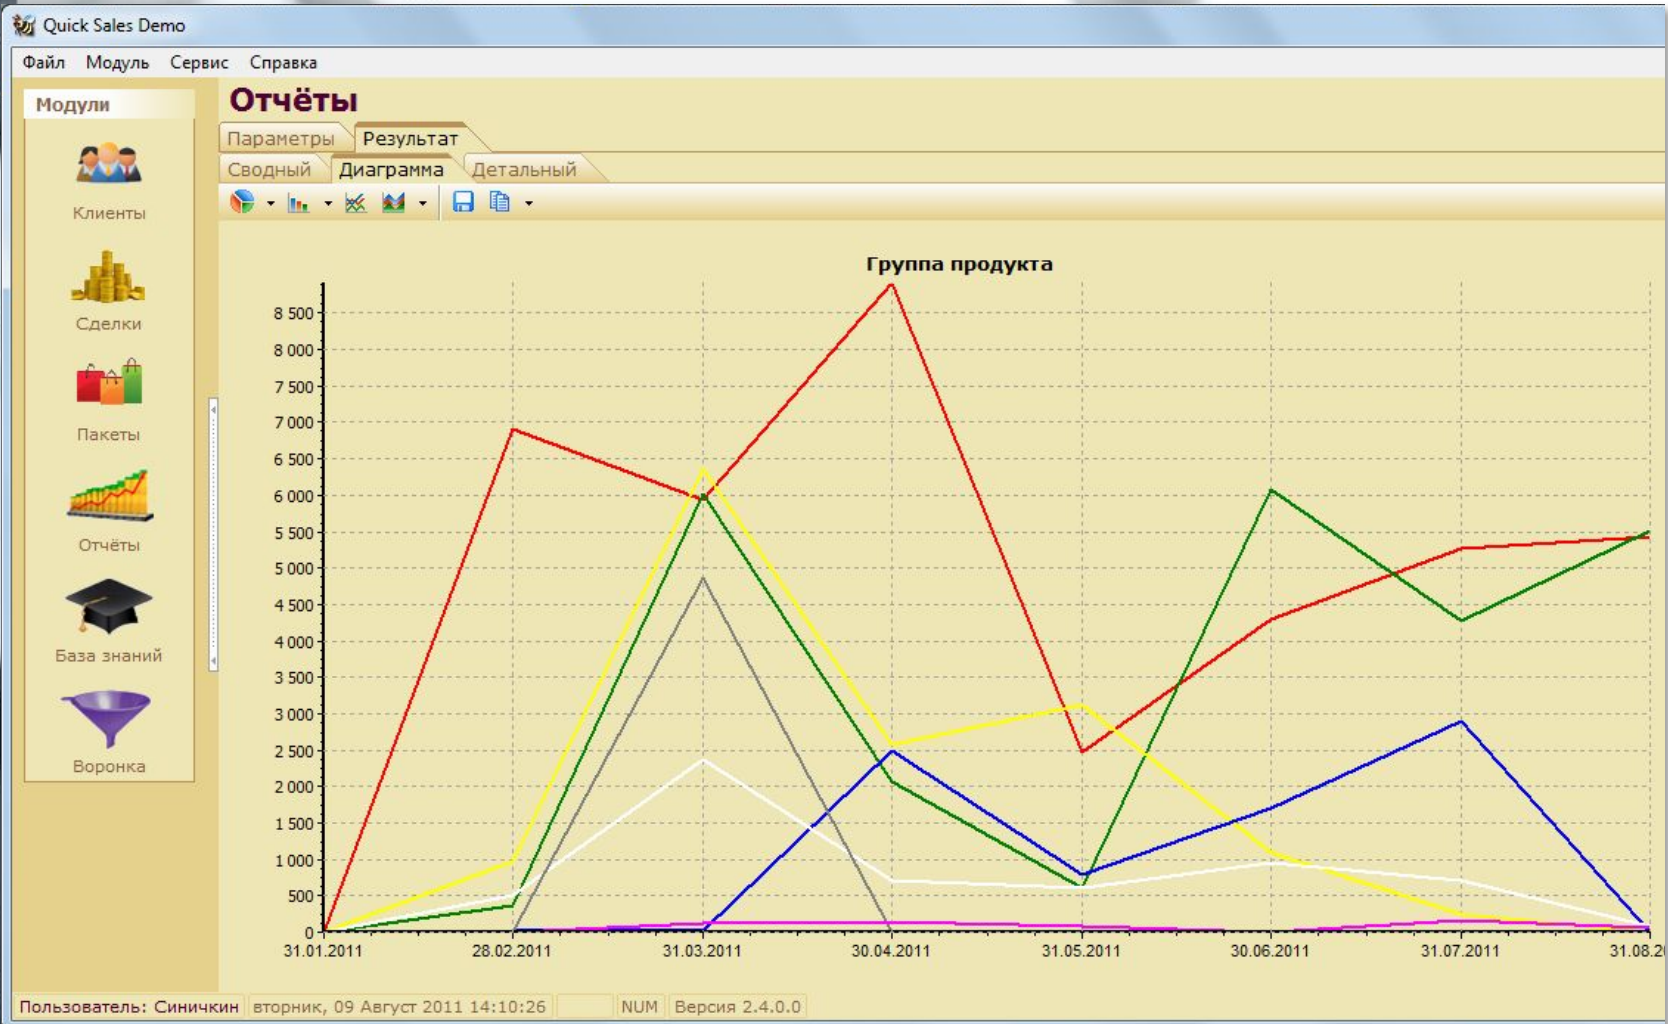 Quick Sales Demo
Файл Модуль Сервис Справка
Модули
Клиенты
Сделки
Пакеты
Отчёты
База знаний
Воронка
Отчёты
Параметры Результат
Сводный Диаграмма Детальный
Группа продукта
8 500
8 000
7 500
7 000
6 500
6 000
5 500
5 000
4 500
4 000
3 500
3 000
2 500
2 000
1 500
1 000
500
0
31.01.2011 28.02.2011 31.03.2011 30.04.2011 31.05.2011 30.06.2011 31.07.2011 31.08.2
Пользователь: Синичкин вторник, 09 Август 2011 14:10:26 NUM Версия 2.4.0.0